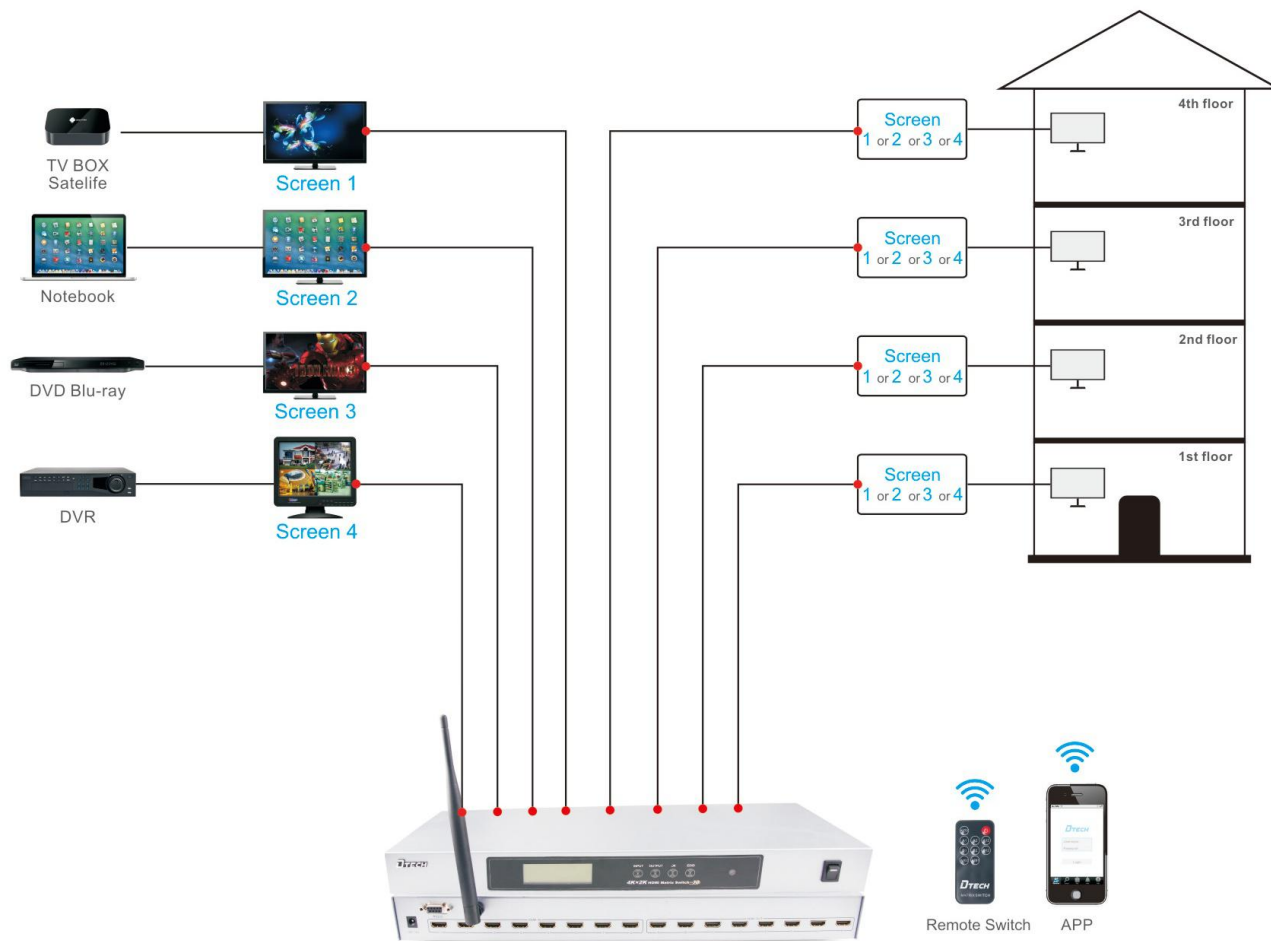 TV BOX
Satelife
Screen 1
Notebook
Screen 2
DVD Blu-ray
Screen 3
DVR
Screen 4
Screen
1 or 2 or 3 or 4
4th floor
Screen
1 or 2 or 3 or 4
3rd floor
Screen
1 or 2 or 3 or 4
2nd floor
Screen
1 or 2 or 3 or 4
1st floor
DTECH
INPUT OUTPUT
4K×2K HDMI Matrix Switch
DTECH
Remote Switch
DTECH
APP